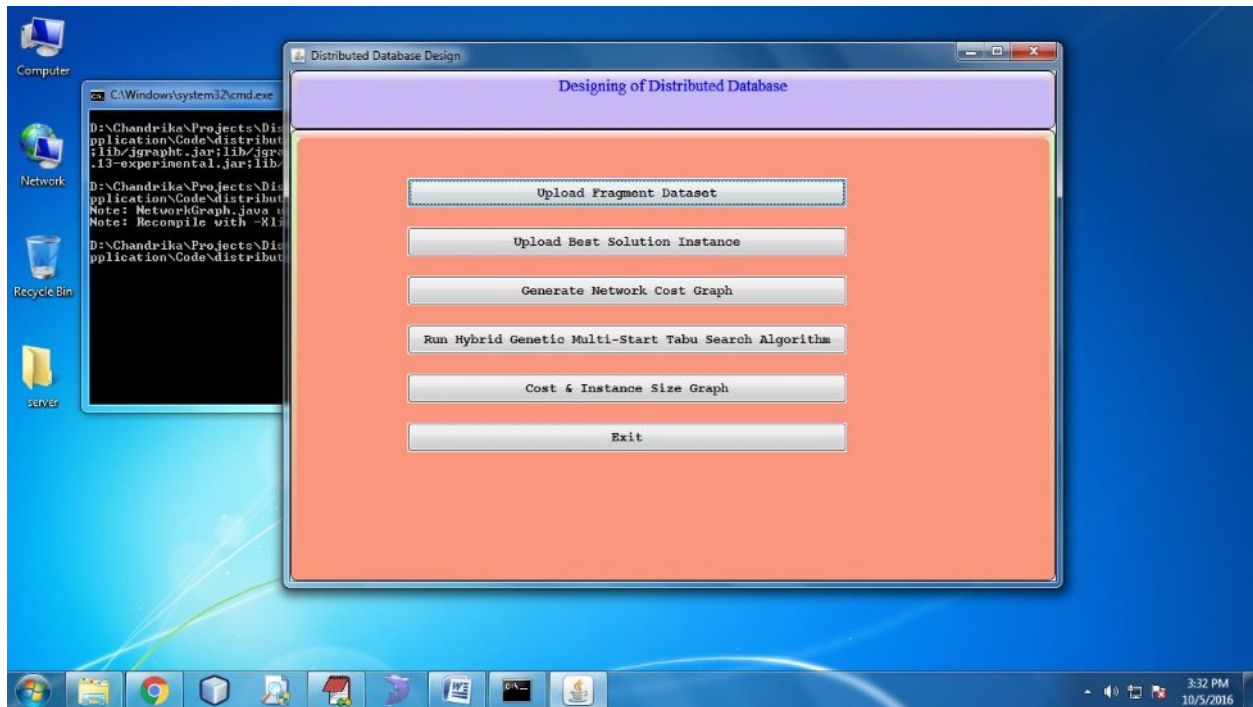 Computer
Network
Recycle Bin
server
C:\Windows\system32\cmd.exe
D:\Chandrika\Projects\Dis
pplication\Code\distribut
;lib/jgrapht.jar;lib/jgra
.13-experimental.jar;lib/
D:\Chandrika\Projects\Dis
pplication\Code\distribut
Note: NetworkGraph.java u
Note: Recompile with -Xli
D:\Chandrika\Projects\Dis
pplication\Code\distribut
Distributed Database Design
Designing of Distributed Database
Upload Fragment Dataset
Upload Best Solution Instance
Generate Network Cost Graph
Run Hybrid Genetic Multi-Start Tabu Search Algorithm
Cost & Instance Size Graph
Exit
3:32 PM
10/5/2016